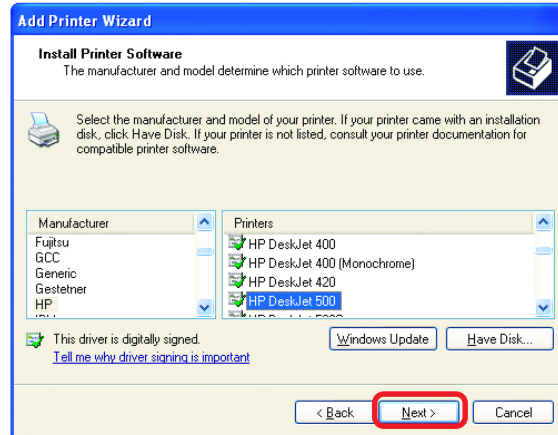 Add Printer Wizard
Install Printer Software
The manufacturer and model determine which printer software to use.
Select the manufacturer and model of your printer. If your printer came with an installation
disk, click Have Disk. If your printer is not listed, consult your printer documentation for
compatible printer software.
Manufacturer
Fujitsu
GCC
Generic
Gestetner
HP
Printers
HP DeskJet 400
HP DeskJet 400 (Monochrome)
HP DeskJet 420
HP DeskJet 500
This driver is digitally signed.
Tell me why driver signing is important
Windows Update
Have Disk...
< Back
Next >
Cancel